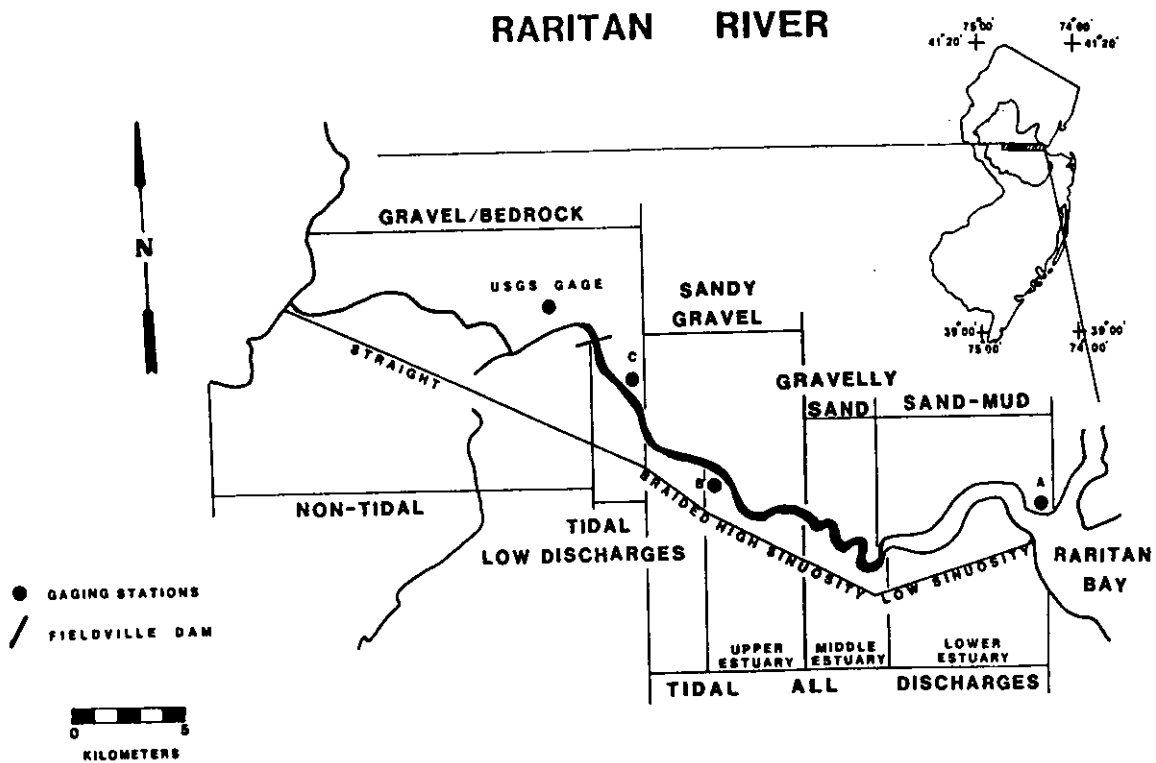 RARITAN RIVER
75°00' 74°00'
41°20' 41°20'
N
GRAVEL/BEDROCK
USGS GAGE
SANDY
GRAVEL
39°00' 39°00'
75°00' 74°00'
C
STRAIGHT
GRAVELLY
SAND
SAND-MUD
B
A
NON-TIDAL
BRAIDED
HIGH SINUOSITY
LOW SINUOSITY
TIDAL
LOW DISCHARGES
RARITAN
BAY
GAGING STATIONS
FIELDVILLE DAM
UPPER
ESTUARY
MIDDLE
ESTUARY
LOWER
ESTUARY
TIDAL ALL DISCHARGES
0 5
KILOMETERS